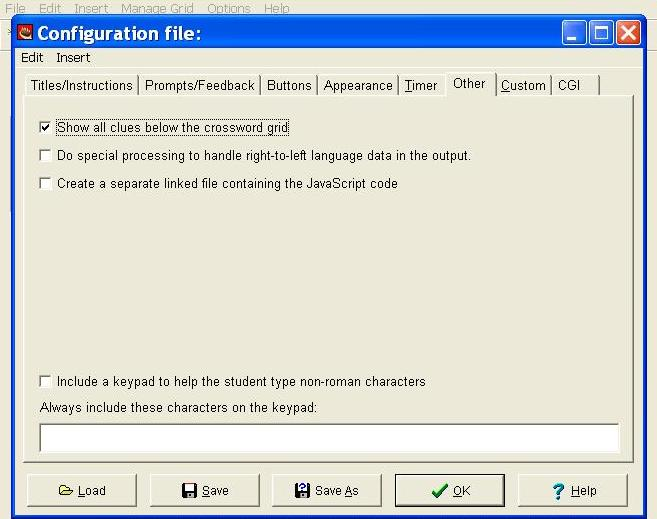 File Edit Insert Manage Grid Options Help
Configuration file:
Edit Insert
Titles/Instructions Prompts/Feedback Buttons Appearance Timer Other Custom CGI
Show all clues below the crossword grid
Do special processing to handle right-to-left language data in the output.
Create a separate linked file containing the JavaScript code
Include a keypad to help the student type non-roman characters
Always include these characters on the keypad:
Load Save Save As OK Help